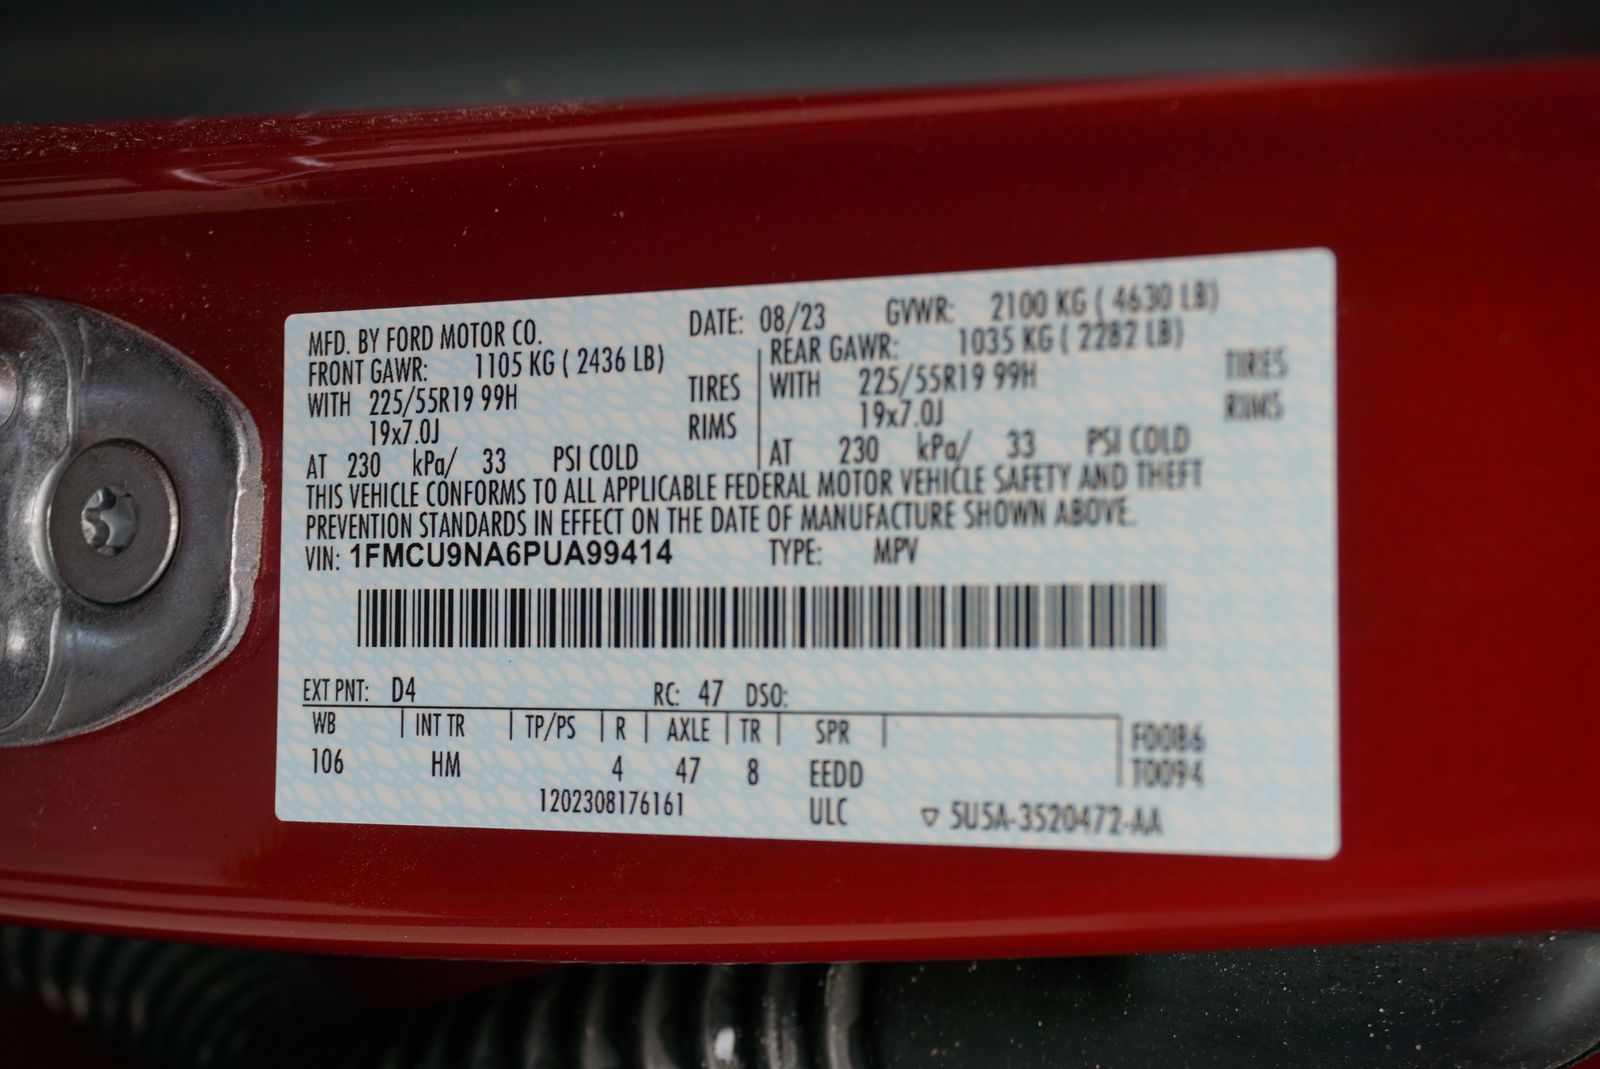 MFD. BY FORD MOTOR CO. DATE: 08/23 GVWR: 2100 KG ( 4630 LB)
FRONT GAWR: 1105 KG ( 2436 LB) REAR GAWR: 1035 KG ( 2282 LB)
WITH 225/55R19 99H TIRES WITH 225/55R19 99H TIRES
19x7.0J RIMS 19x7.0J RIMS
AT 230 kPa/ 33 PSI COLD AT 230 kPa/ 33 PSI COLD
THIS VEHICLE CONFORMS TO ALL APPLICABLE FEDERAL MOTOR VEHICLE SAFETY AND THEFT
PREVENTION STANDARDS IN EFFECT ON THE DATE OF MANUFACTURE SHOWN ABOVE.
VIN: 1FMCU9NA6PUA99414 TYPE: MPV
EXT PNT: D4 RC: 47 DSO:
WB INT TR TP/PS R AXLE TR SPR F0086
106 HM 4 47 8 EEDD T0094
1202308176161 ULC ▽ 5U5A-3520472-AA